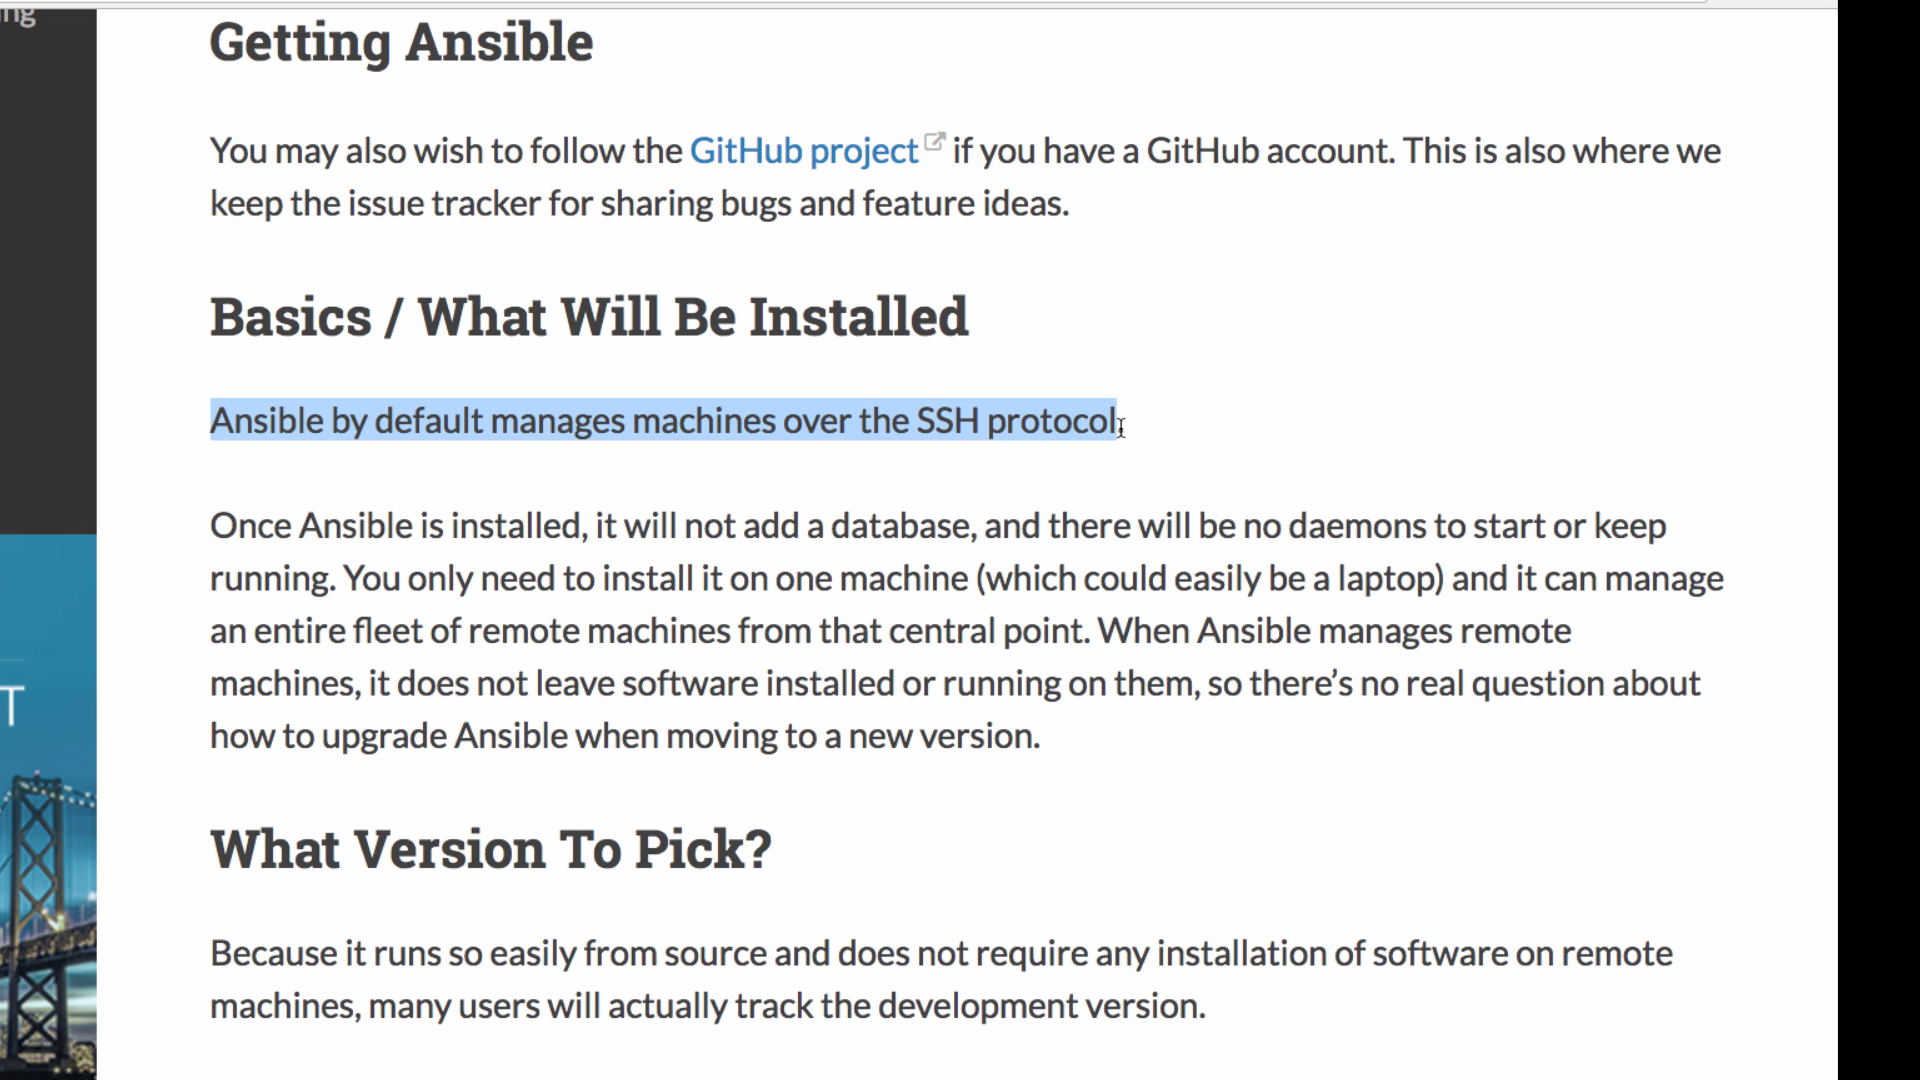 ng
Getting Ansible
You may also wish to follow the GitHub project if you have a GitHub account. This is also where we
keep the issue tracker for sharing bugs and feature ideas.
Basics / What Will Be Installed
Ansible by default manages machines over the SSH protocol.
Once Ansible is installed, it will not add a database, and there will be no daemons to start or keep
running. You only need to install it on one machine (which could easily be a laptop) and it can manage
an entire fleet of remote machines from that central point. When Ansible manages remote
machines, it does not leave software installed or running on them, so there’s no real question about
how to upgrade Ansible when moving to a new version.
T
What Version To Pick?
Because it runs so easily from source and does not require any installation of software on remote
machines, many users will actually track the development version.